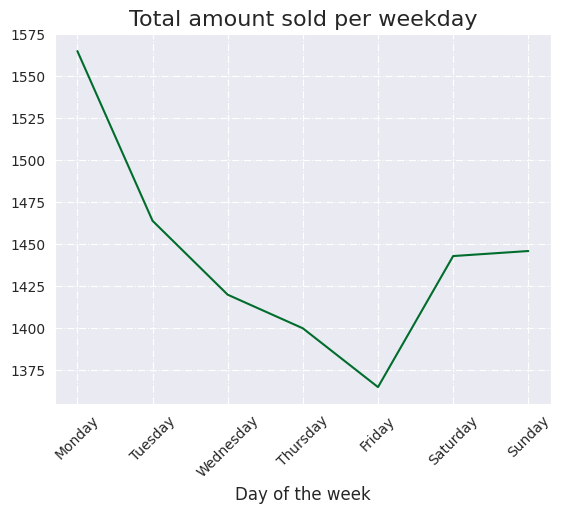 Total amount sold per weekday
1575
1550
1525
1500
1475
1450
1425
1400
1375
Monday
Tuesday
Wednesday
Thursday
Friday
Saturday
Sunday
Day of the week